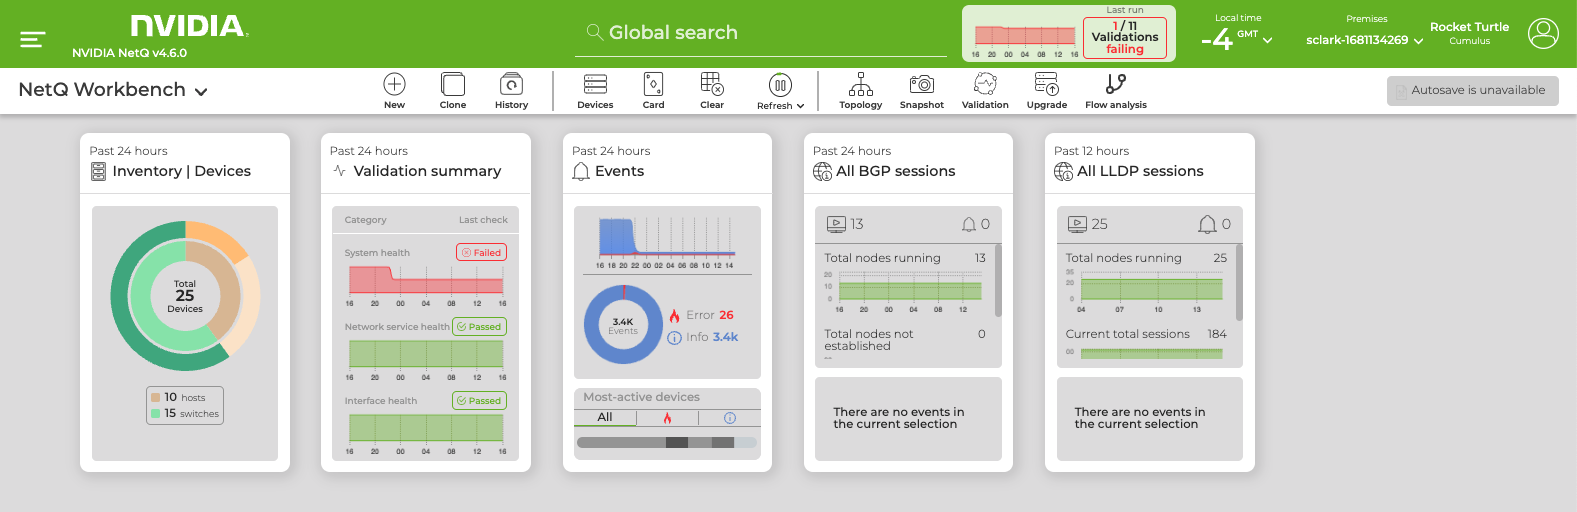 NVIDIA
NVIDIA NetQ v4.6.0
Global search
Last run
1 / 11
Validations
failing
16 20 00 04 08 12 16
Local time
-4 GMT
Premises
sclark-1681134269
Rocket Turtle
Cumulus
NetQ Workbench
New
Clone
History
Devices
Card
Clear
Refresh
Topology
Snapshot
Validation
Upgrade
Flow analysis
Autosave is unavailable
Past 24 hours
Inventory | Devices
Total
25
Devices
10 hosts
15 switches
Past 24 hours
Validation summary
Category Last check
System health Failed
16 20 00 04 08 12 16
Network service health Passed
16 20 00 04 08 12 16
Interface health Passed
16 20 00 04 08 12 16
Past 24 hours
Events
16 18 20 22 00 02 04 06 08 10 12 14
3.4K
Events
Error 26
Info 3.4k
Most-active devices
All
Past 24 hours
All BGP sessions
13 0
Total nodes running 13
20
10
0
16 20 00 04 08 12
Total nodes not
established 0
--
There are no events in
the current selection
Past 12 hours
All LLDP sessions
25 0
Total nodes running 25
35
20
0
04 07 10 13
Current total sessions 184
00
There are no events in
the current selection